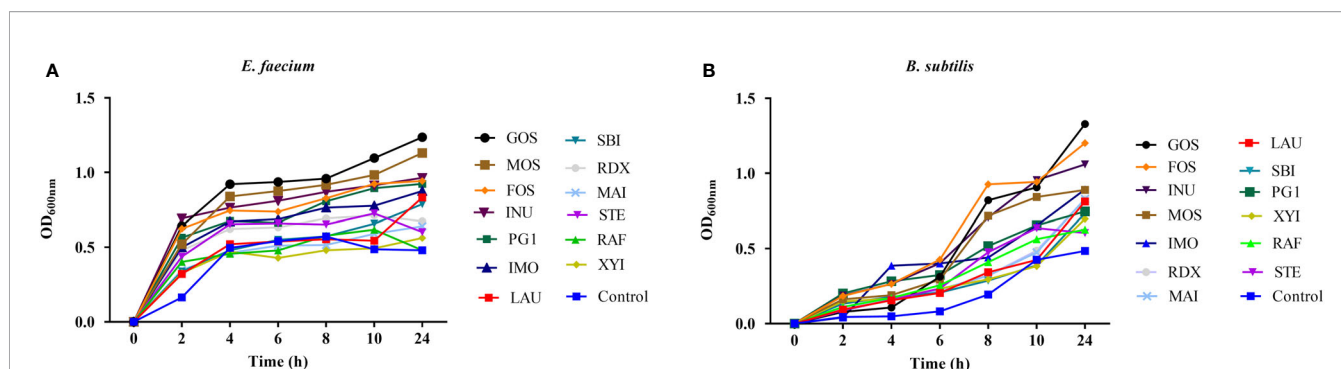 A
E. faecium
1.5
1.0
0.5
0.0
OD600nm
0
2
4
6
8
10
24
Time (h)
GOS
MOS
FOS
INU
PG1
IMO
LAU
SBI
RDX
MAI
STE
RAF
XYI
Control
B
B. subtilis
1.5
1.0
0.5
0.0
OD600nm
0
2
4
6
8
10
24
Time (h)
GOS
FOS
INU
MOS
IMO
RDX
MAI
LAU
SBI
PG1
XYI
RAF
STE
Control